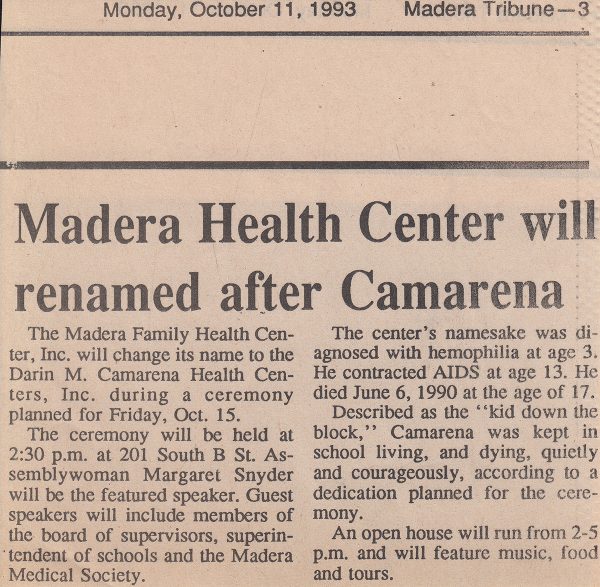 Monday, October 11, 1993 Madera Tribune—3
Madera Health Center will
renamed after Camarena
The Madera Family Health Cen-
ter, Inc. will change its name to the
Darin M. Camarena Health Cen-
ters, Inc. during a ceremony
planned for Friday, Oct. 15.
The ceremony will be held at
2:30 p.m. at 201 South B St. As-
semblywoman Margaret Snyder
will be the featured speaker. Guest
speakers will include members of
the board of supervisors, superin-
tendent of schools and the Madera
Medical Society.
The center's namesake was di-
agnosed with hemophilia at age 3.
He contracted AIDS at age 13. He
died June 6, 1990 at the age of 17.
Described as the "kid down the
block," Camarena was kept in
school living, and dying, quietly
and courageously, according to a
dedication planned for the cere-
mony.
An open house will run from 2-5
p.m. and will feature music, food
and tours.